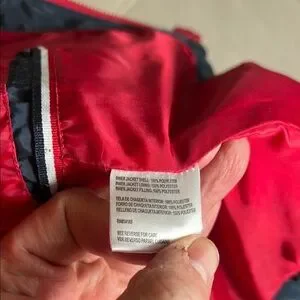 INNER JACKET SHELL: 100% POLYESTER
INNER JACKET LINING: 100% POLYESTER
INNER JACKET FILLING: 100% POLYESTER
TELA DE CHAQUETA INTERIOR: 100% POLIESTER
FORRO DE CHAQUETA INTERIOR: 100% POLIESTER
RELLENO DE CHAQUETA INTERIOR: 100% POLIESTER
SEE REVERSE FOR CARE
VER REVERSO PARA